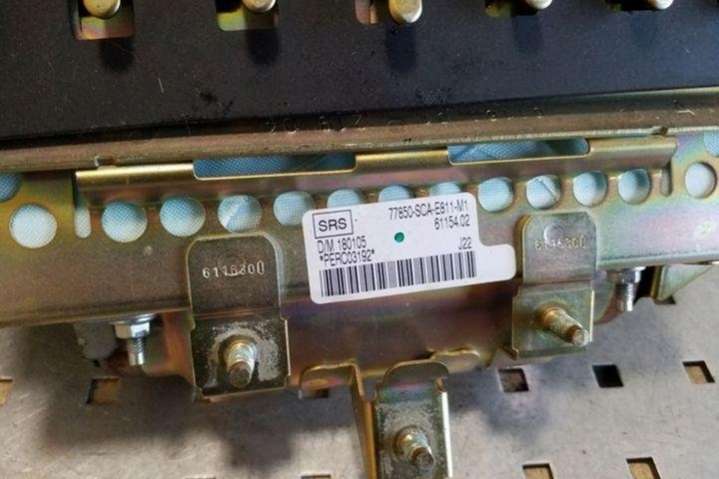 SRS
77850-SCA-E811-M1
61154.02
D/M 180105
*PERC03192*
J22
6115300